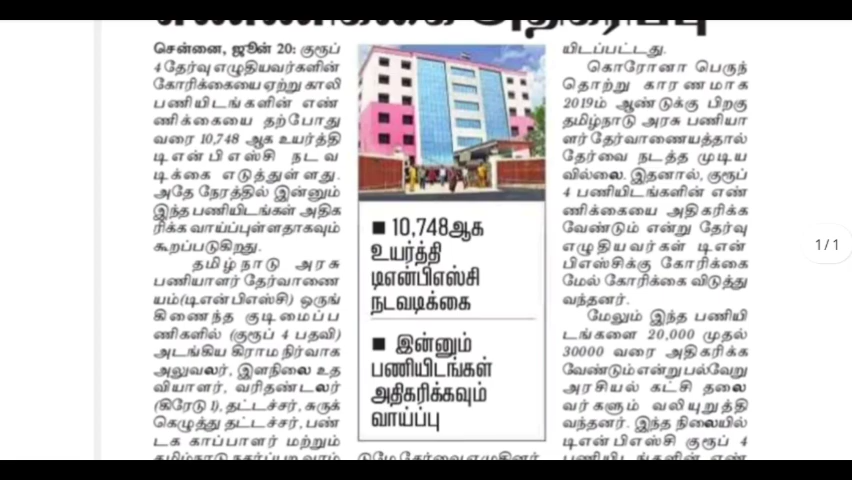 சென்னை, ஜூன் 20: குரூப்
4 தேர்வு எழுதியவர்களின்
கோரிக்கையை ஏற்று காலி
பணியிடங்களின் எண்
ணிக்கையை தற்போது
வரை 10,748 ஆக உயர்த்தி
டிஎன்பிஎஸ்சி நடவ
டிக்கை எடுத்துள்ளது.
அதே நேரத்தில் இன்னும்
இந்த பணியிடங்கள் அதிக
ரிக்க வாய்ப்புள்ளதாகவும்
கூறப்படுகிறது.
தமிழ்நாடு அரசு
பணியாளர் தேர்வாணை
யம்(டிஎன்பிஎஸ்சி) ஒருங்
கிணைந்த குடிமைப்ப
ணிகளில் (குரூப் 4 பதவி)
அடங்கிய கிராம நிர்வாக
அலுவலர், இளநிலை உத
வியாளர், வரிதண்டலர்
(கிரேடு 1), தட்டச்சர், சுருக்
கெழுத்து தட்டச்சர், பண்
டக காப்பாளர் மற்றும்
■ 10,748ஆக
உயர்த்தி
டிஎன்பிஎஸ்சி
நடவடிக்கை
■ இன்னும்
பணியிடங்கள்
அதிகரிக்கவும்
வாய்ப்பு
யிடப்பட்டது.
கொரோனா பெருந்
தொற்று காரணமாக
2019ம் ஆண்டுக்கு பிறகு
தமிழ்நாடு அரசு பணியா
ளர் தேர்வாணையத்தால்
தேர்வை நடத்த முடிய
வில்லை. இதனால், குரூப்
4 பணியிடங்களின் எண்
ணிக்கையை அதிகரிக்க
வேண்டும் என்று தேர்வு
எழுதியவர்கள் டிஎன்
பிஎஸ்சிக்கு கோரிக்கை
மேல் கோரிக்கை விடுத்து
வந்தனர்.
மேலும் இந்த பணியி
டங்களை 20,000 முதல்
30000 வரை அதிகரிக்க
வேண்டும் என்று பல்வேறு
அரசியல் கட்சி தலை
வர்களும் வலியுறுத்தி
வந்தனர். இந்த நிலையில்
டிஎன்பிஎஸ்சி குரூப் 4
1/1